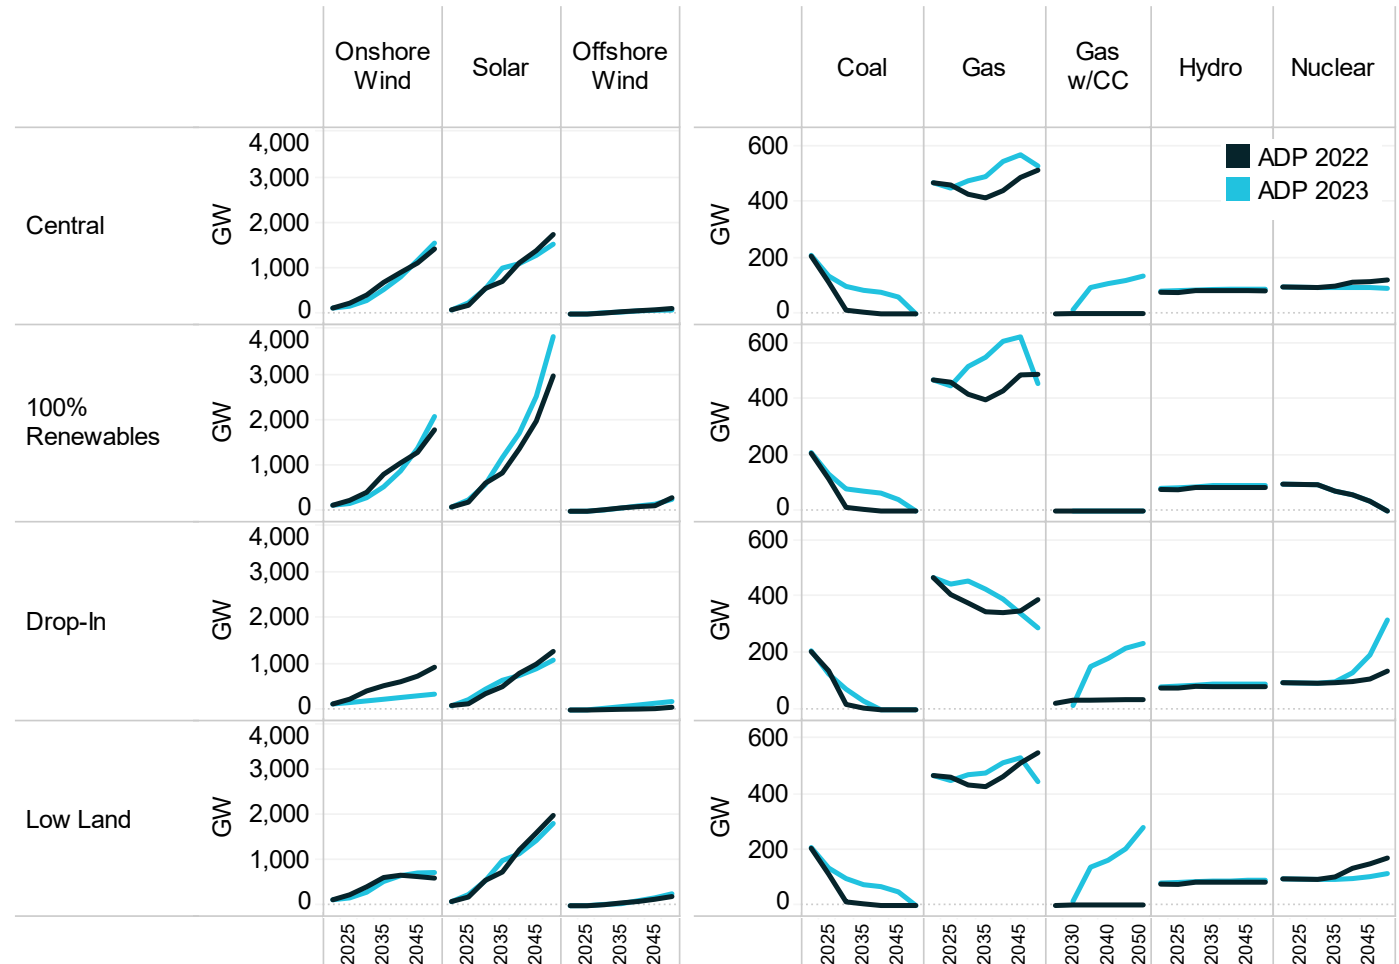 Onshore
Wind
Solar
Offshore
Wind
Coal
Gas
Gas
w/CC
Hydro
Nuclear
Central
GW
4,000
3,000
2,000
1,000
0
GW
600
400
200
0
ADP 2022
ADP 2023
100%
Renewables
GW
4,000
3,000
2,000
1,000
0
GW
600
400
200
0
Drop-In
GW
4,000
3,000
2,000
1,000
0
GW
600
400
200
0
Low Land
GW
4,000
3,000
2,000
1,000
0
GW
600
400
200
0
2025
2035
2045
2025
2035
2045
2025
2035
2045
2025
2035
2045
2025
2035
2045
2030
2040
2050
2025
2035
2045
2025
2035
2045